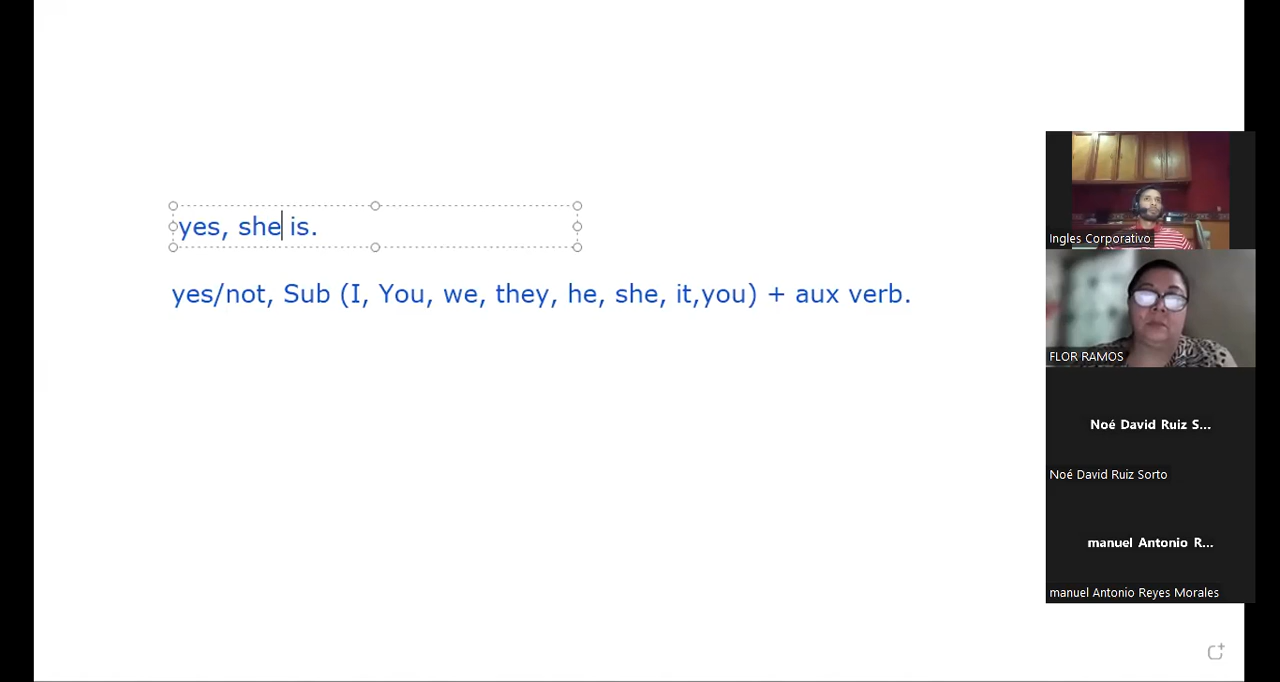 yes, she is.
yes/not, Sub (I, You, we, they, he, she, it,you) + aux verb.
Ingles Corporativo
FLOR RAMOS
Noé David Ruiz S...
Noé David Ruiz Sorto
manuel Antonio R...
manuel Antonio Reyes Morales